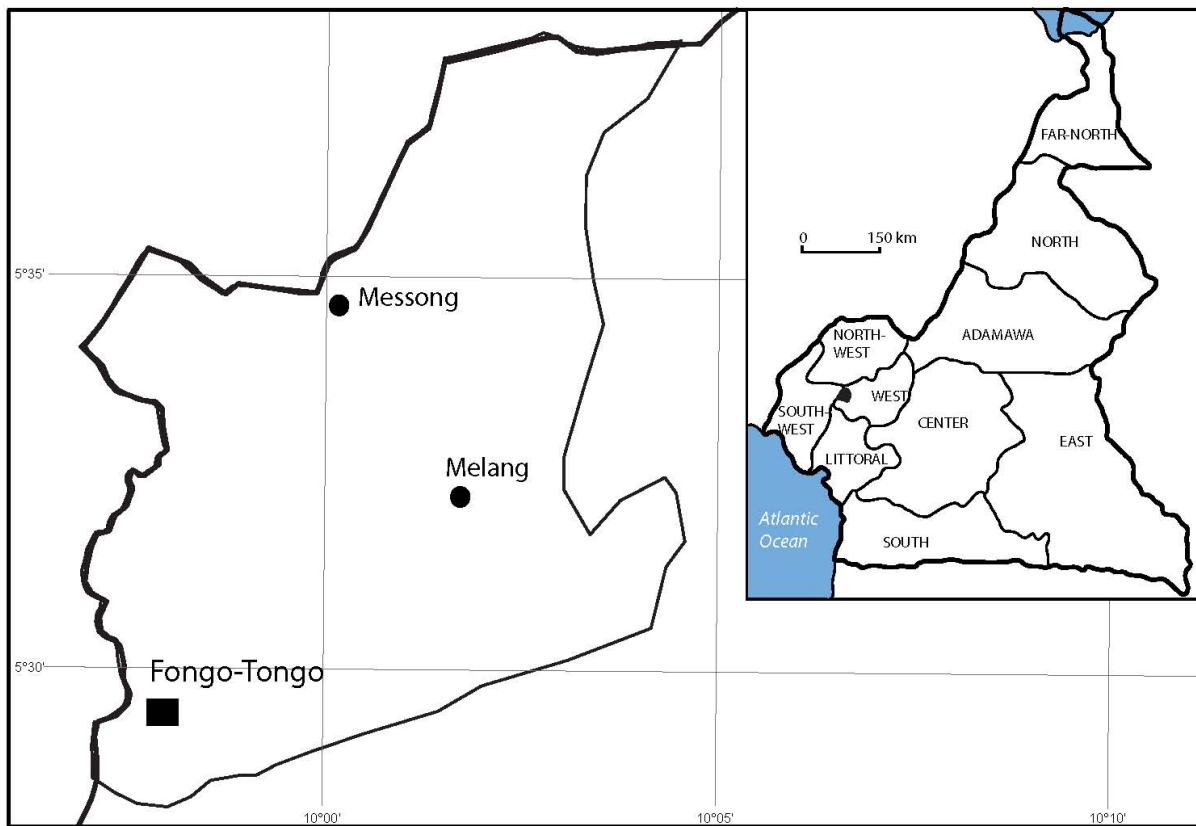 5°35'
Messong
Melang
5°30'
Fongo-Tongo
10°00'
10°05'
10°10'
FAR-NORTH
0 150 km
NORTH
ADAMAWA
NORTH-
WEST
WEST
SOUTH-
WEST
CENTER
EAST
LITTORAL
Atlantic
Ocean
SOUTH